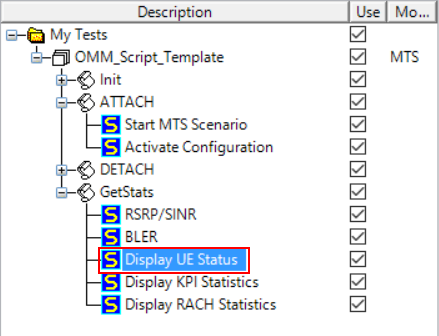 Description Use Mo...
My Tests
OMM_Script_Template MTS
Init
ATTACH
S Start MTS Scenario
S Activate Configuration
DETACH
GetStats
S RSRP/SINR
S BLER
S Display UE Status
S Display KPI Statistics
S Display RACH Statistics